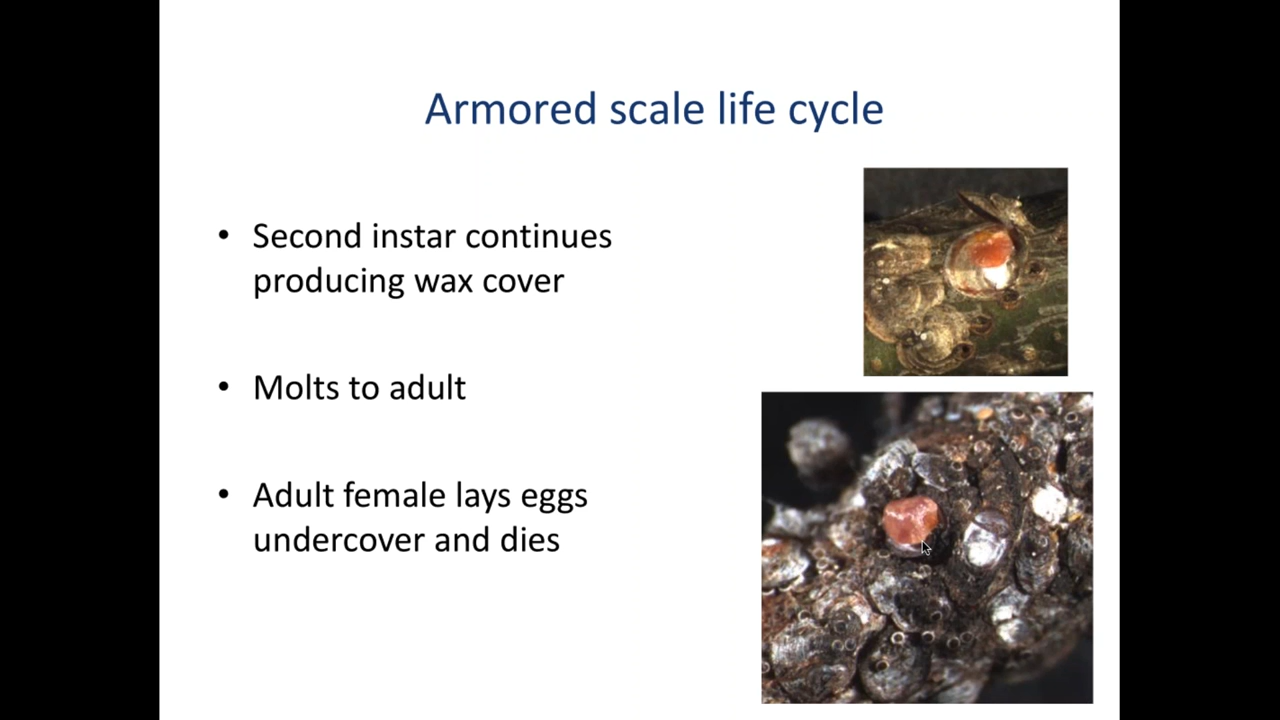 Armored scale life cycle
• Second instar continues
producing wax cover
• Molts to adult
• Adult female lays eggs
undercover and dies